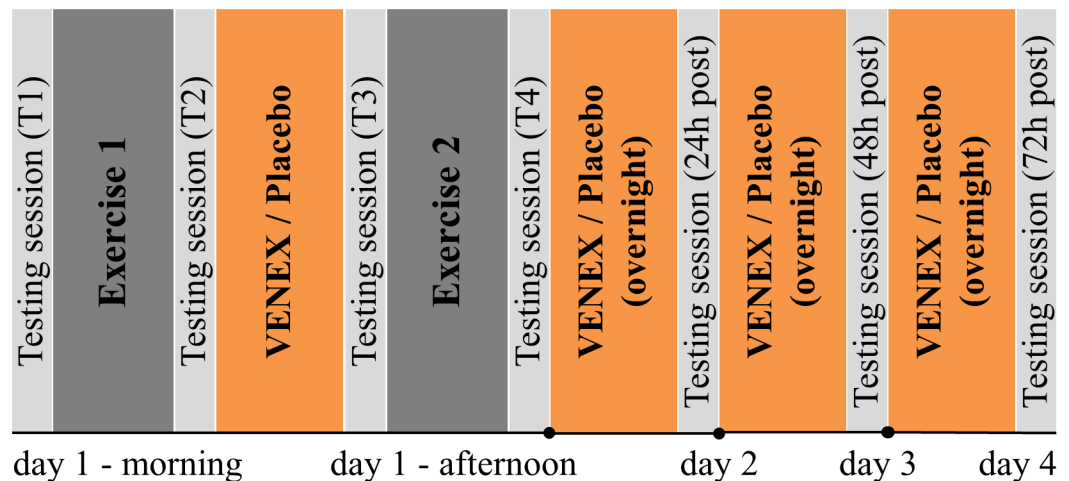 Testing session (T1)
Exercise 1
Testing session (T2)
VENEX / Placebo
Testing session (T3)
Exercise 2
Testing session (T4)
VENEX / Placebo
(overnight)
Testing session (24h post)
VENEX / Placebo
(overnight)
Testing session (48h post)
VENEX / Placebo
(overnight)
Testing session (72h post)
day 1 - morning
day 1 - afternoon
day 2
day 3
day 4